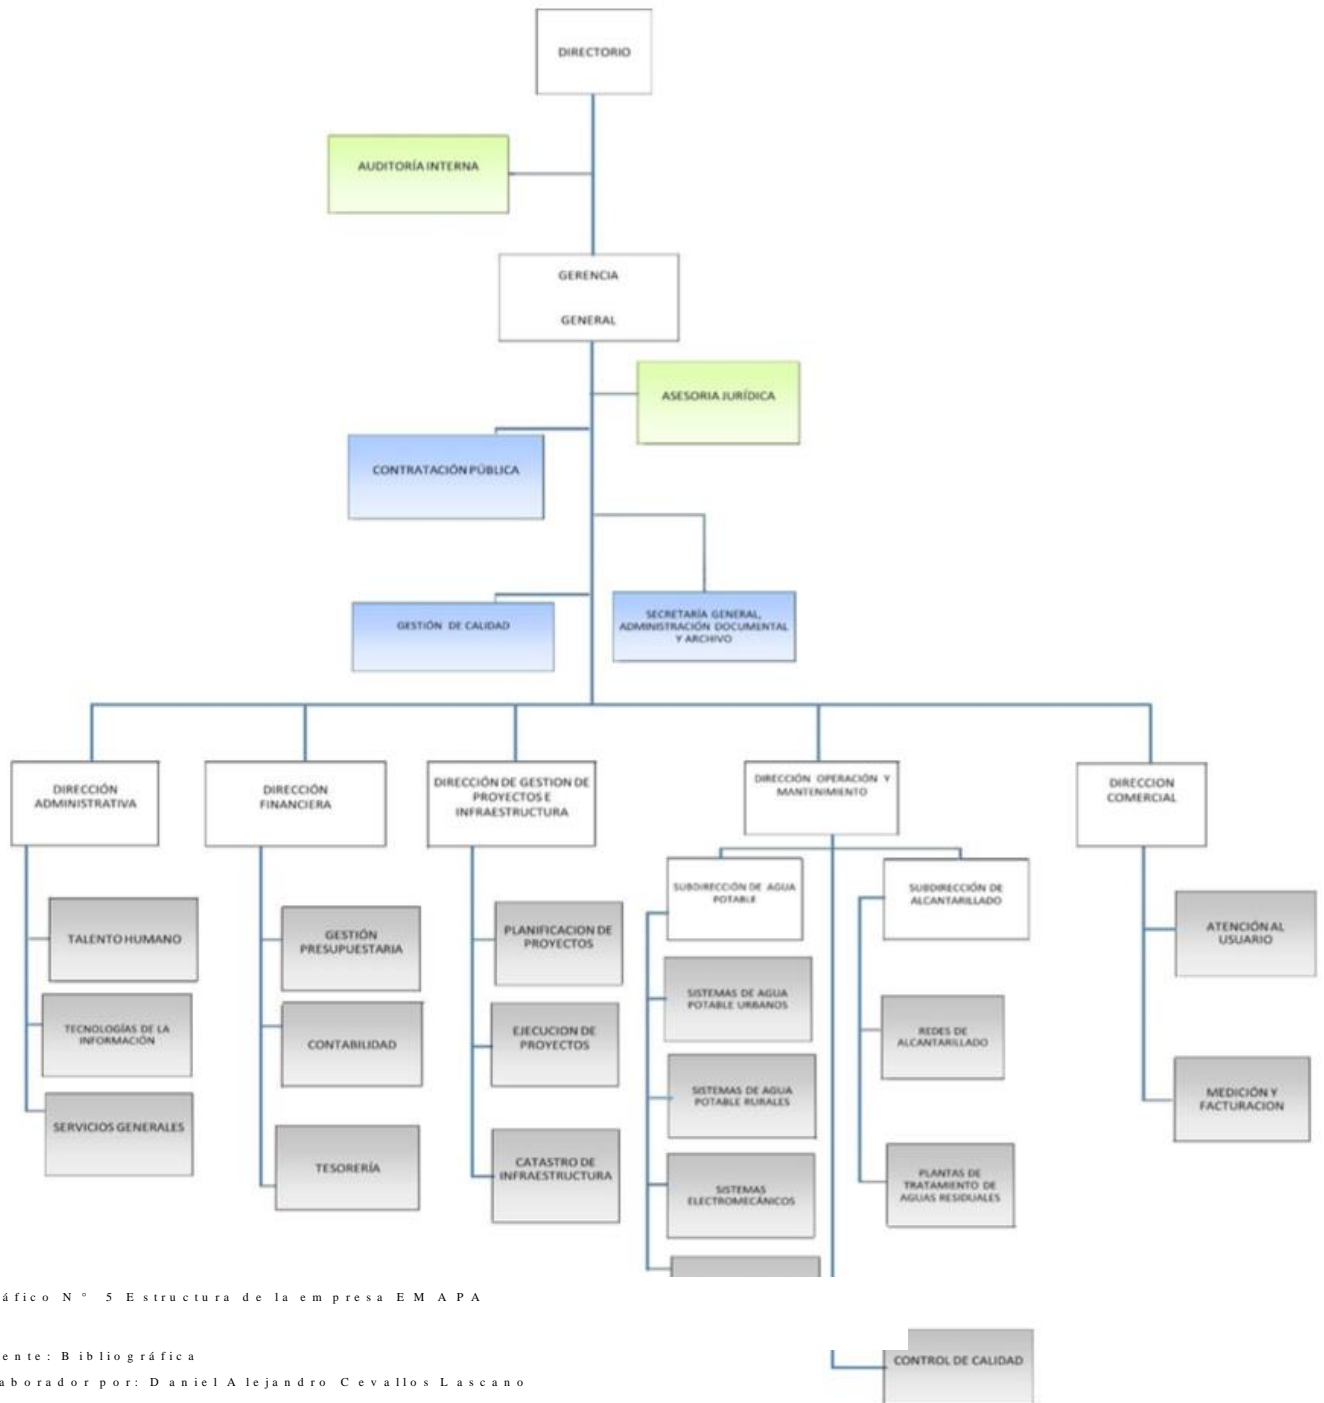 DIRECTORIO
AUDITORÍA INTERNA
GERENCIA
GENERAL
ASESORIA JURÍDICA
CONTRATACIÓN PÚBLICA
GESTIÓN DE CALIDAD
SECRETARÍA GENERAL,
ADMINISTRACIÓN DOCUMENTAL
Y ARCHIVO
DIRECCIÓN
ADMINISTRATIVA
DIRECCIÓN
FINANCIERA
DIRECCIÓN DE GESTION DE
PROYECTOS E
INFRAESTRUCTURA
DIRECCIÓN OPERACIÓN Y
MANTENIMIENTO
DIRECCION
COMERCIAL
TALENTO HUMANO
TECNOLOGÍAS DE LA
INFORMACIÓN
SERVICIOS GENERALES
GESTIÓN
PRESUPUESTARIA
CONTABILIDAD
TESORERÍA
PLANIFICACION DE
PROYECTOS
EJECUCION DE
PROYECTOS
CATASTRO DE
INFRAESTRUCTURA
SUBDIRECCIÓN DE AGUA
POTABLE
SISTEMAS DE AGUA
POTABLE URBANOS
SISTEMAS DE AGUA
POTABLE RURALES
SISTEMAS
ELECTROMECÁNICOS
SUBDIRECCIÓN DE
ALCANTARILLADO
REDES DE
ALCANTARILLADO
PLANTAS DE
TRATAMIENTO DE
AGUAS RESIDUALES
ATENCIÓN AL
USUARIO
MEDICIÓN Y
FACTURACION
CONTROL DE CALIDAD
áfico N° 5 Estructura de la empresa EMAPA
ente: Bibliográfica
aborador por: Daniel Alejandro Cevallos Lascano